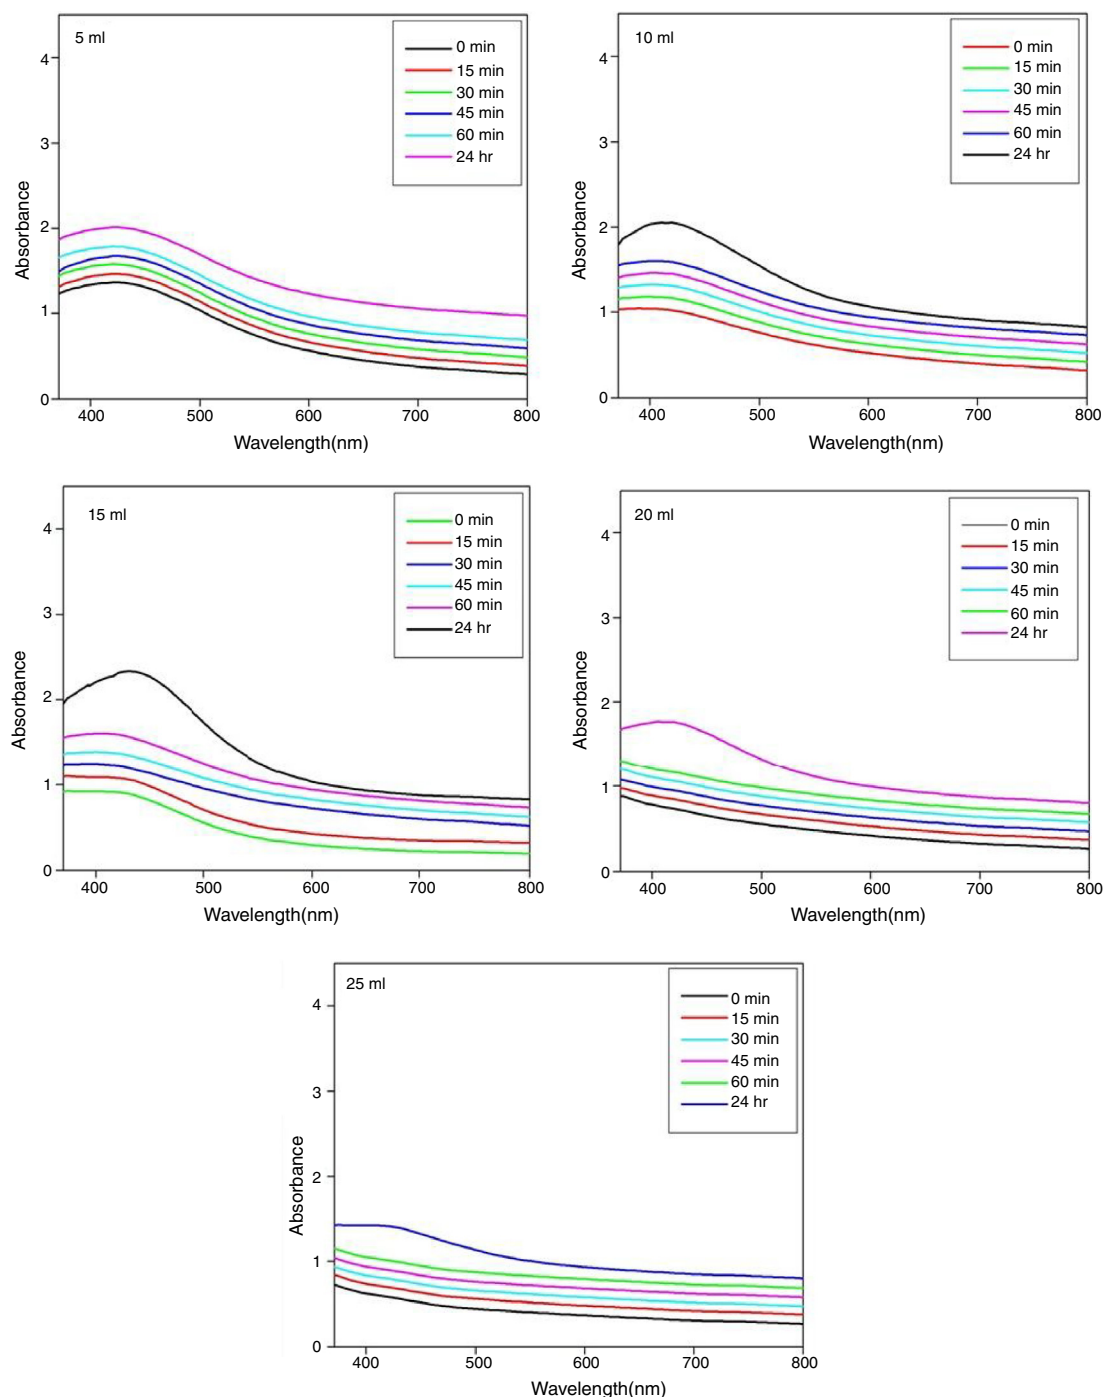 5 ml
0 min
15 min
30 min
45 min
60 min
24 hr
4
3
2
1
0
Absorbance
400 500 600 700 800
Wavelength(nm)
10 ml
0 min
15 min
30 min
45 min
60 min
24 hr
4
3
2
1
0
Absorbance
400 500 600 700 800
Wavelength(nm)
15 ml
0 min
15 min
30 min
45 min
60 min
24 hr
4
3
2
1
0
Absorbance
400 500 600 700 800
Wavelength(nm)
20 ml
0 min
15 min
30 min
45 min
60 min
24 hr
4
3
2
1
0
Absorbance
400 500 600 700 800
Wavelength(nm)
25 ml
0 min
15 min
30 min
45 min
60 min
24 hr
4
3
2
1
0
Absorbance
400 500 600 700 800
Wavelength(nm)